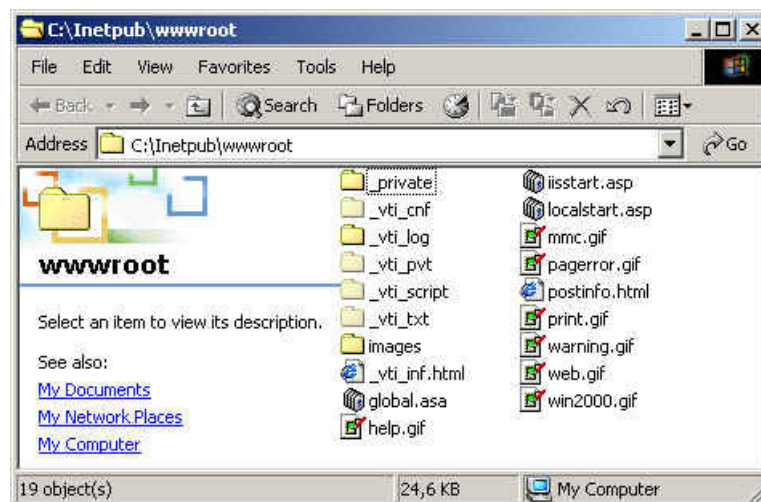 C:\Inetpub\wwwroot
File Edit View Favorites Tools Help
Back Search Folders
Address C:\Inetpub\wwwroot Go
wwwroot
Select an item to view its description.
See also:
My Documents
My Network Places
My Computer
_private
_vti_cnf
_vti_log
_vti_pvt
_vti_script
_vti_txt
images
_vti_inf.html
global.asa
help.gif
iisstart.asp
localstart.asp
mmc.gif
pagerror.gif
postinfo.html
print.gif
warning.gif
web.gif
win2000.gif
19 object(s) 24,6 KB My Computer